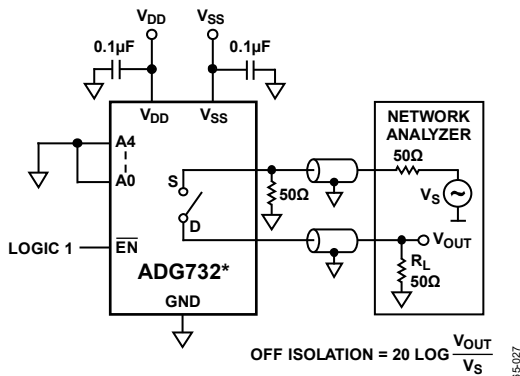 VDD
VSS
0.1µF
0.1µF
VDD
VSS
A4
A0
S
D
50Ω
LOGIC 1
EN
ADG732*
GND
NETWORK
ANALYZER
50Ω
VS
VOUT
RL
50Ω
OFF ISOLATION = 20 LOG VOUT
VS